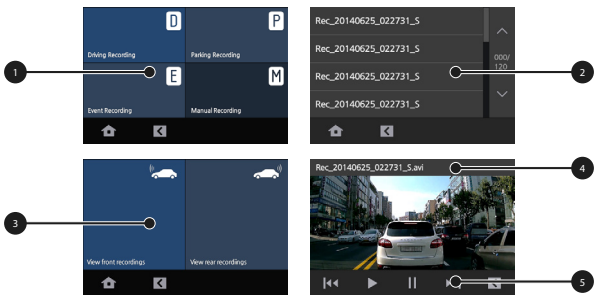 D
P
Driving Recording
Parking Recording
E
M
Event Recording
Manual Recording
1
Rec_20140625_022731_S
Rec_20140625_022731_S
Rec_20140625_022731_S
Rec_20140625_022731_S
000/
120
2
View front recordings
View rear recordings
3
Rec_20140625_022731_S.avi
4
5